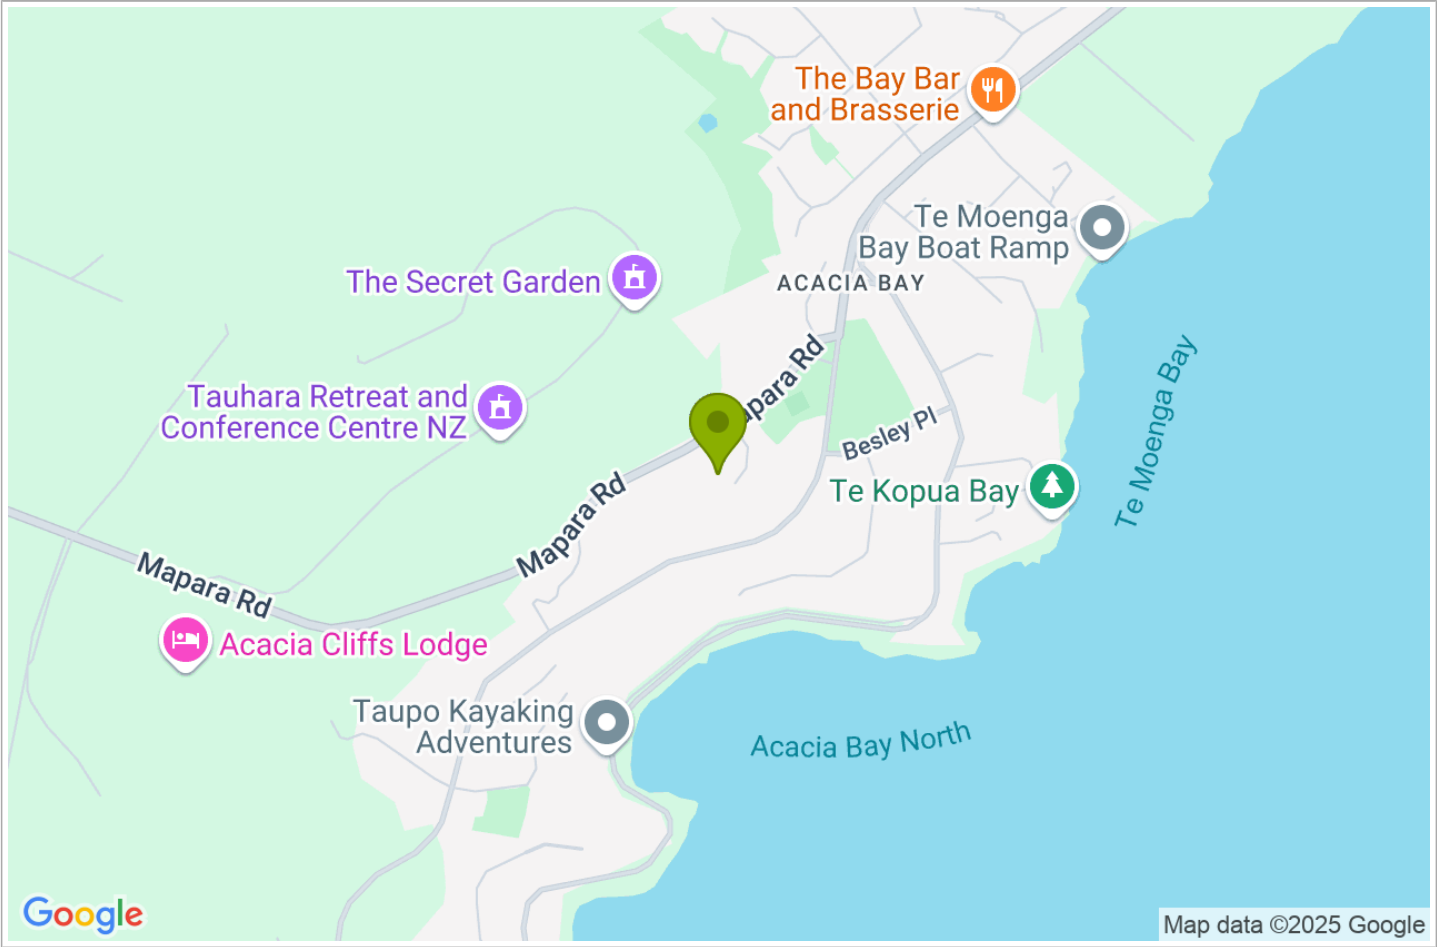 The Bay Bar
and Brasserie
Te Moenga
Bay Boat Ramp
The Secret Garden
ACACIA BAY
Mapara Rd
Te Moenga Bay
Tauhara Retreat and
Conference Centre NZ
Besley Pl
Te Kopua Bay
Mapara Rd
Mapara Rd
Acacia Cliffs Lodge
Taupo Kayaking
Adventures
Acacia Bay North
Google
Map data ©2025 Google